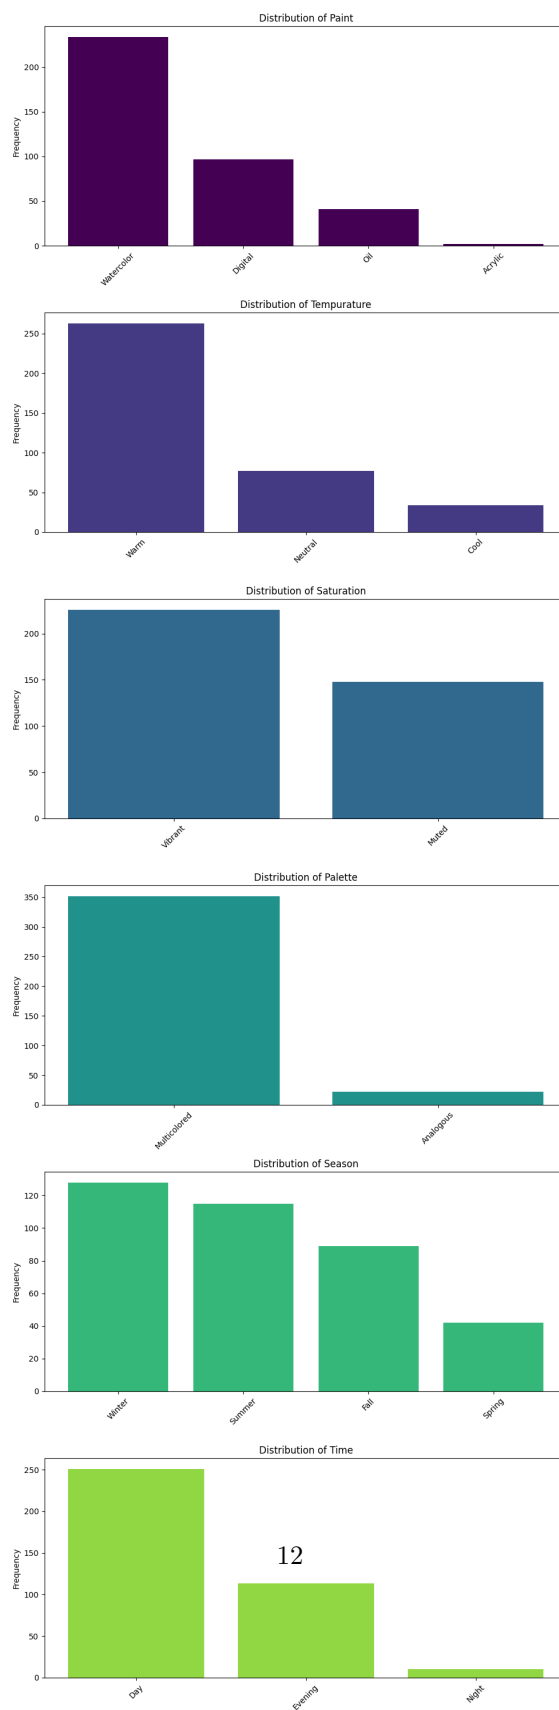 Distribution of Paint
Frequency
200
150
100
50
0
Watercolor
Digital
Oil
Acrylic
Distribution of Tempurature
Frequency
250
200
150
100
50
0
Warm
Neutral
Cool
Distribution of Saturation
Frequency
200
150
100
50
0
Vibrant
Muted
Distribution of Palette
Frequency
350
300
250
200
150
100
50
0
Multicolored
Analogous
Distribution of Season
Frequency
120
100
80
60
40
20
0
Winter
Summer
Fall
Spring
Distribution of Time
Frequency
250
200
150
100
50
0
12
Day
Evening
Night